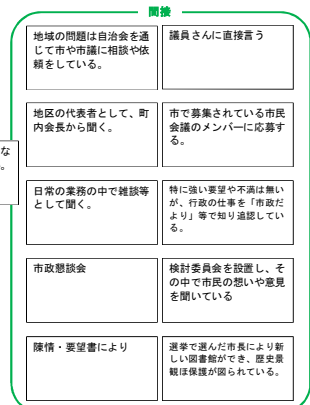 間接
地域の問題は自治会を通
じて市や市議に相談や依
頼をしている。
議員さんに直接言う
地区の代表者として、町
内会長から聞く。
市で募集されている市民
会議のメンバーに応募す
る。
な
。
日常の業務の中で雑談等
として聞く。
特に強い要望や不満は無い
が、行政の仕事を「市政だ
より」等で知り追認してい
る。
市政懇談会
検討委員会を設置し、そ
の中で市民の想いや意見
を聞いている
陳情・要望書により
選挙で選んだ市長により新
しい図書館ができ、歴史景
観ほ保護が図られている。